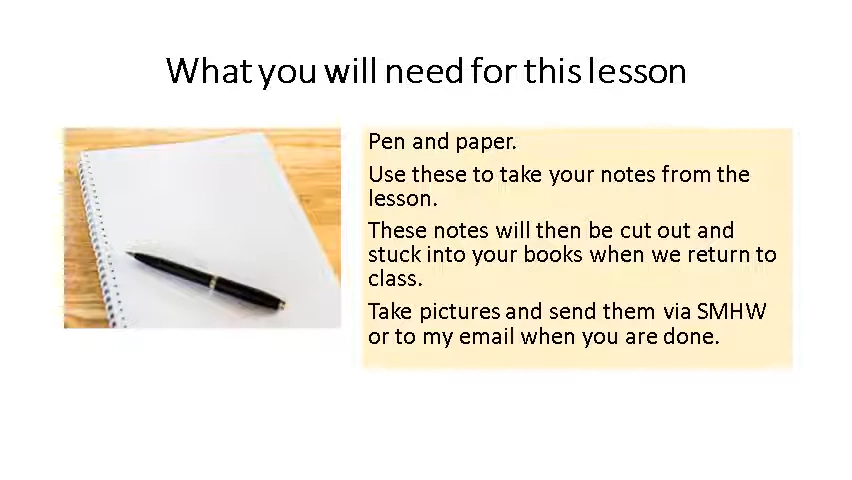 What you will need for this lesson
Pen and paper.
Use these to take your notes from the
lesson.
These notes will then be cut out and
stuck into your books when we return to
class.
Take pictures and send them via SMHW
or to my email when you are done.